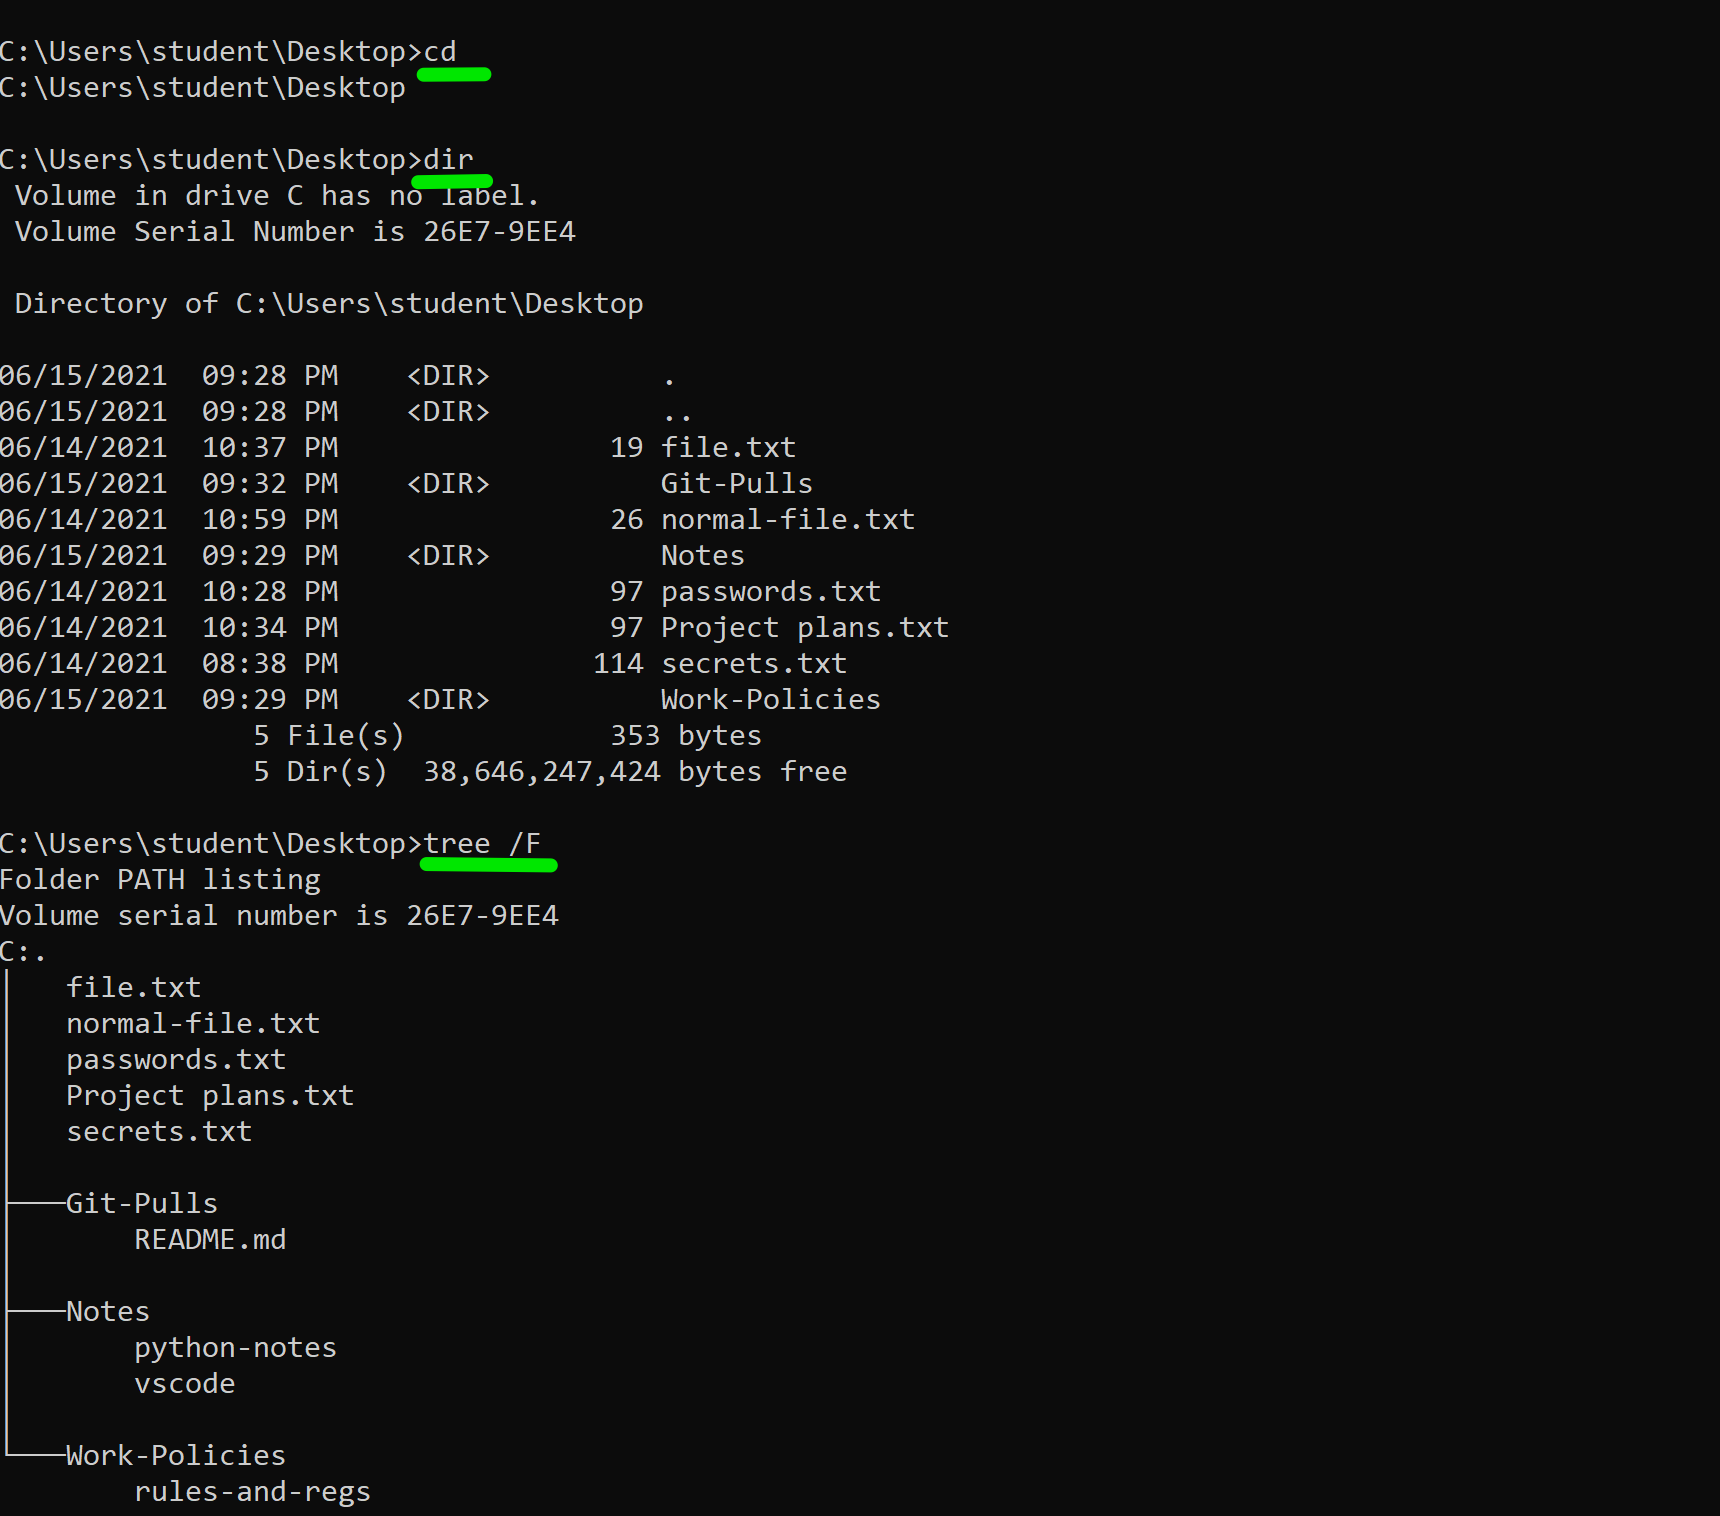 C:\Users\student\Desktop>cd
C:\Users\student\Desktop
C:\Users\student\Desktop>dir
Volume in drive C has no label.
Volume Serial Number is 26E7-9EE4
Directory of C:\Users\student\Desktop
06/15/2021  09:28 PM    <DIR>          .
06/15/2021  09:28 PM    <DIR>          ..
06/14/2021  10:37 PM                19 file.txt
06/15/2021  09:32 PM    <DIR>          Git-Pulls
06/14/2021  10:59 PM                26 normal-file.txt
06/15/2021  09:29 PM    <DIR>          Notes
06/14/2021  10:28 PM                97 passwords.txt
06/14/2021  10:34 PM                97 Project plans.txt
06/14/2021  08:38 PM               114 secrets.txt
06/15/2021  09:29 PM    <DIR>          Work-Policies
5 File(s)            353 bytes
5 Dir(s)  38,646,247,424 bytes free
C:\Users\student\Desktop>tree /F
Folder PATH listing
Volume serial number is 26E7-9EE4
C:.
file.txt
normal-file.txt
passwords.txt
Project plans.txt
secrets.txt
Git-Pulls
README.md
Notes
python-notes
vscode
Work-Policies
rules-and-regs